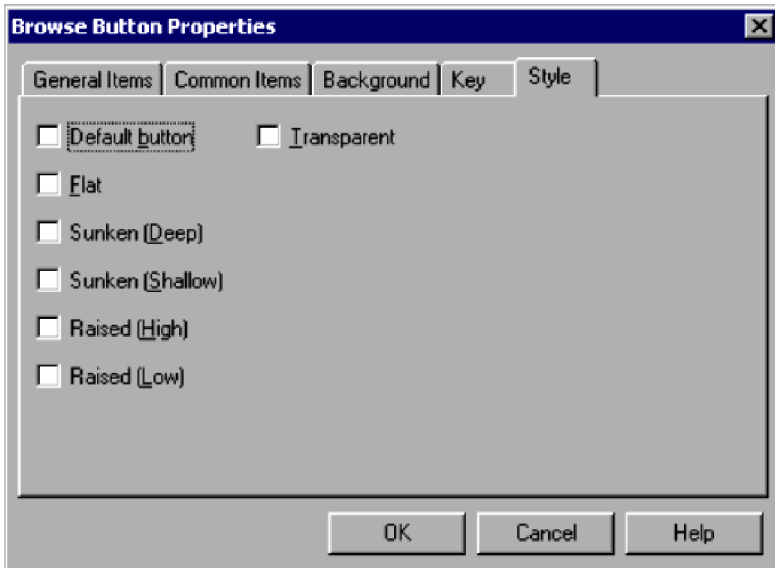 Browse Button Properties
General Items Common Items Background Key Style
Default button Transparent
Flat
Sunken (Deep)
Sunken (Shallow)
Raised (High)
Raised (Low)
OK Cancel Help